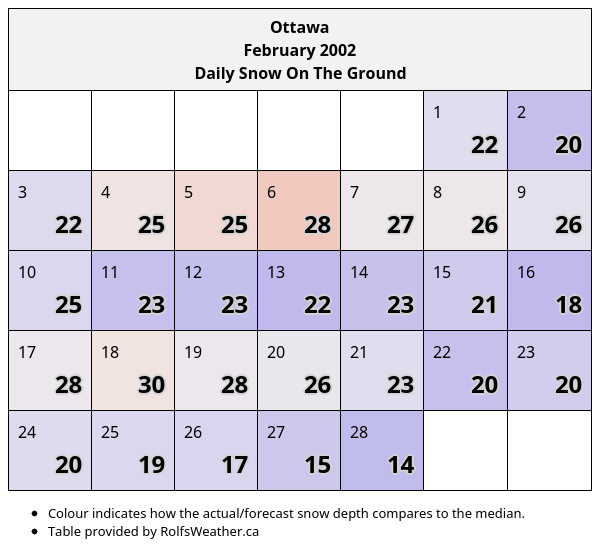 Ottawa
February 2002
Daily Snow On The Ground
1 2
22 20
3 4 5 6 7 8 9
22 25 25 28 27 26 26
10 11 12 13 14 15 16
25 23 23 22 23 21 18
17 18 19 20 21 22 23
28 30 28 26 23 20 20
24 25 26 27 28
20 19 17 15 14
• Colour indicates how the actual/forecast snow depth compares to the median.
• Table provided by RolfsWeather.ca